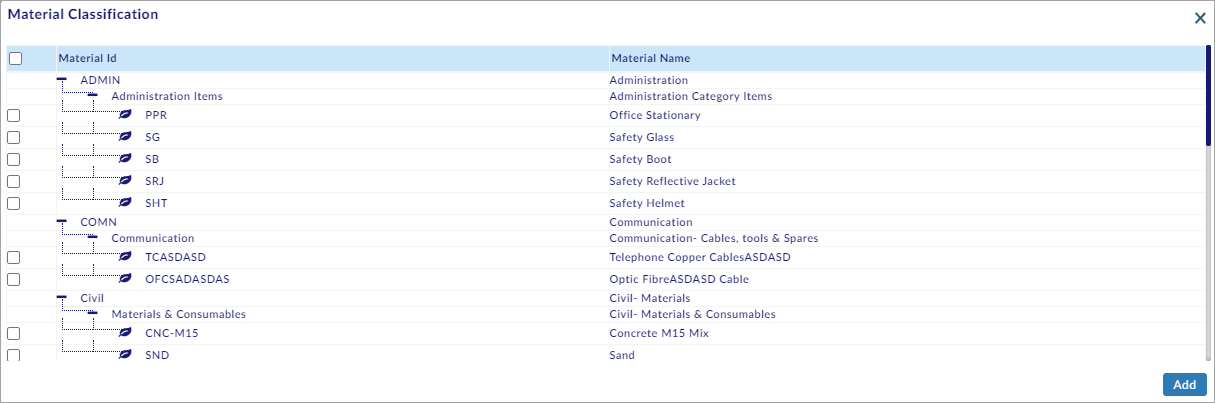 Material Classification
Material Id Material Name
ADMIN Administration
Administration Items Administration Category Items
PPR Office Stationary
SG Safety Glass
SB Safety Boot
SRJ Safety Reflective Jacket
SHT Safety Helmet
COMN Communication
Communication Communication- Cables, tools & Spares
TCASDASD Telephone Copper CablesASDASD
OFCSADASDAS Optic FibreASDASD Cable
Civil Civil- Materials
Materials & Consumables Civil- Materials & Consumables
CNC-M15 Concrete M15 Mix
SND Sand
Add